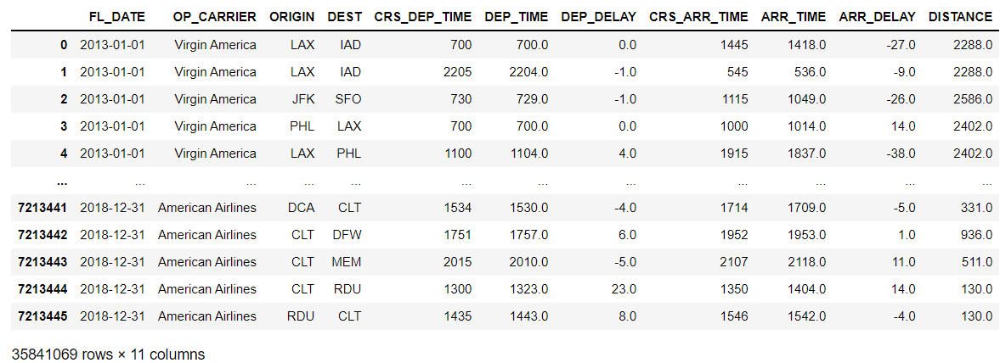 FL_DATE OP_CARRIER ORIGIN DEST CRS_DEP_TIME DEP_TIME DEP_DELAY CRS_ARR_TIME ARR_TIME ARR_DELAY DISTANCE
0 2013-01-01 Virgin America LAX IAD 700 700.0 0.0 1445 1418.0 -27.0 2288.0
1 2013-01-01 Virgin America LAX IAD 2205 2204.0 -1.0 545 536.0 -9.0 2288.0
2 2013-01-01 Virgin America JFK SFO 730 729.0 -1.0 1115 1049.0 -26.0 2586.0
3 2013-01-01 Virgin America PHL LAX 700 700.0 0.0 1000 1014.0 14.0 2402.0
4 2013-01-01 Virgin America LAX PHL 1100 1104.0 4.0 1915 1837.0 -38.0 2402.0
... ... ... ... ... ... ... ... ... ... ... ...
7213441 2018-12-31 American Airlines DCA CLT 1534 1530.0 -4.0 1714 1709.0 -5.0 331.0
7213442 2018-12-31 American Airlines CLT DFW 1751 1757.0 6.0 1952 1953.0 1.0 936.0
7213443 2018-12-31 American Airlines CLT MEM 2015 2010.0 -5.0 2107 2118.0 11.0 511.0
7213444 2018-12-31 American Airlines CLT RDU 1300 1323.0 23.0 1350 1404.0 14.0 130.0
7213445 2018-12-31 American Airlines RDU CLT 1435 1443.0 8.0 1546 1542.0 -4.0 130.0
35841069 rows × 11 columns